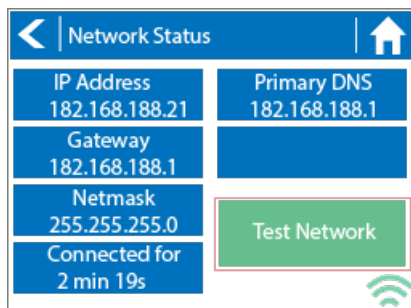 Network Status
IP Address
182.168.188.21
Primary DNS
182.168.188.1
Gateway
182.168.188.1
Netmask
255.255.255.0
Test Network
Connected for
2 min 19s